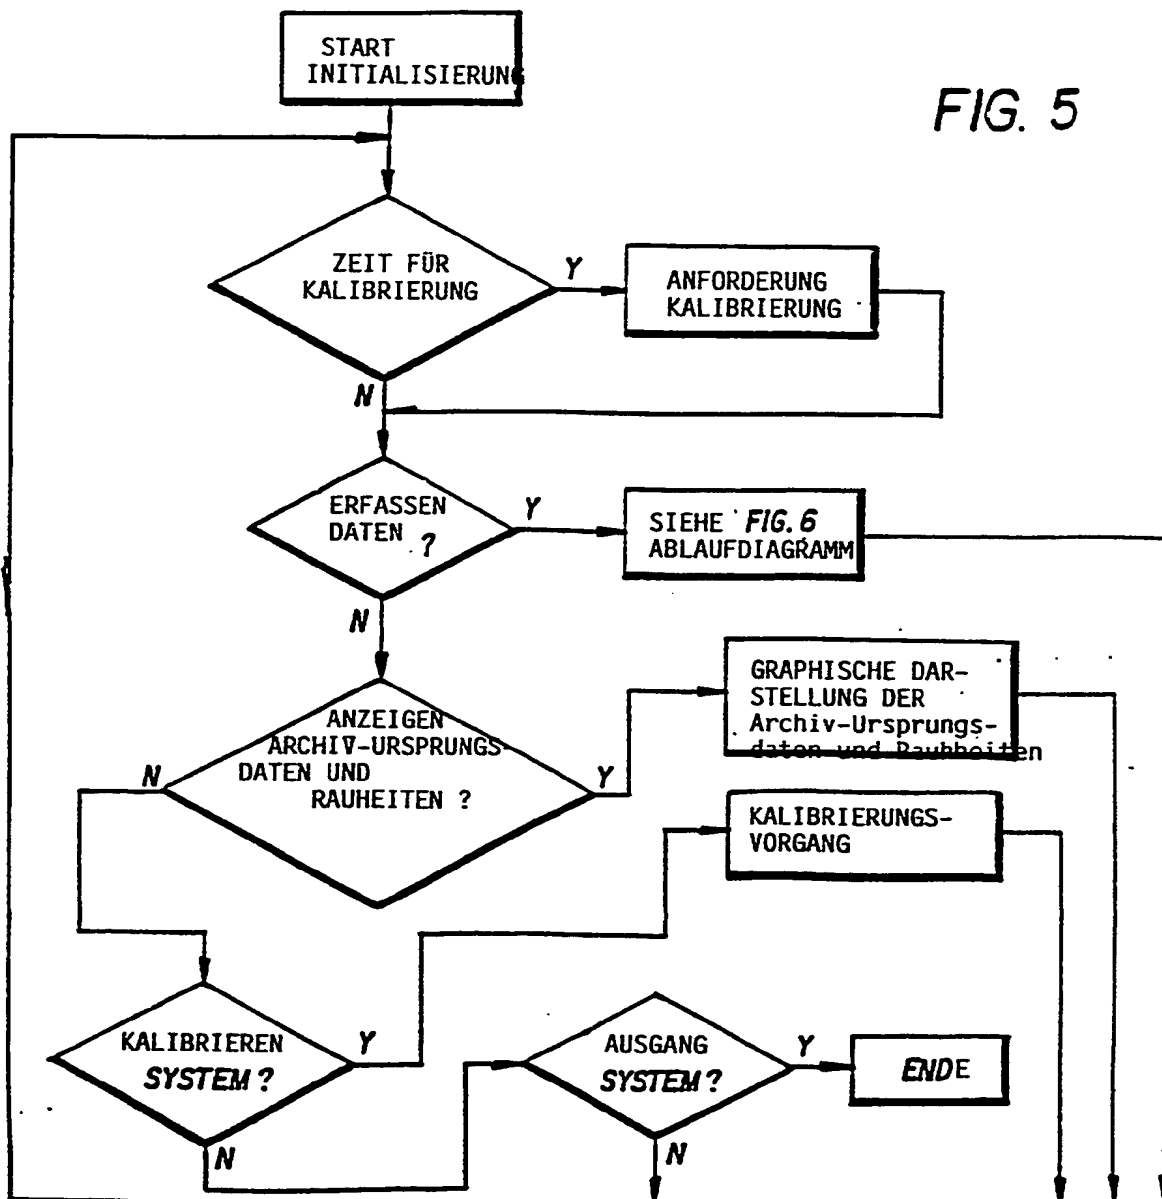 START
INITIALISIERUNG
FIG. 5
ZEIT FÜR
KALIBRIERUNG
Y
ANFORDERUNG
KALIBRIERUNG
N
ERFASSEN
DATEN ?
Y
SIEHE FIG. 6
ABLAUFDIAGRAMM
N
ANZEIGEN
ARCHIV-URSPRUNGS-
DATEN UND
RAUHEITEN ?
N
Y
GRAPHISCHE DAR-
STELLUNG DER
Archiv-Ursprungs-
daten und Rauhheiten
KALIBRIERUNGS-
VORGANG
KALIBRIEREN
SYSTEM ?
Y
N
AUSGANG
SYSTEM ?
Y
N
ENDE